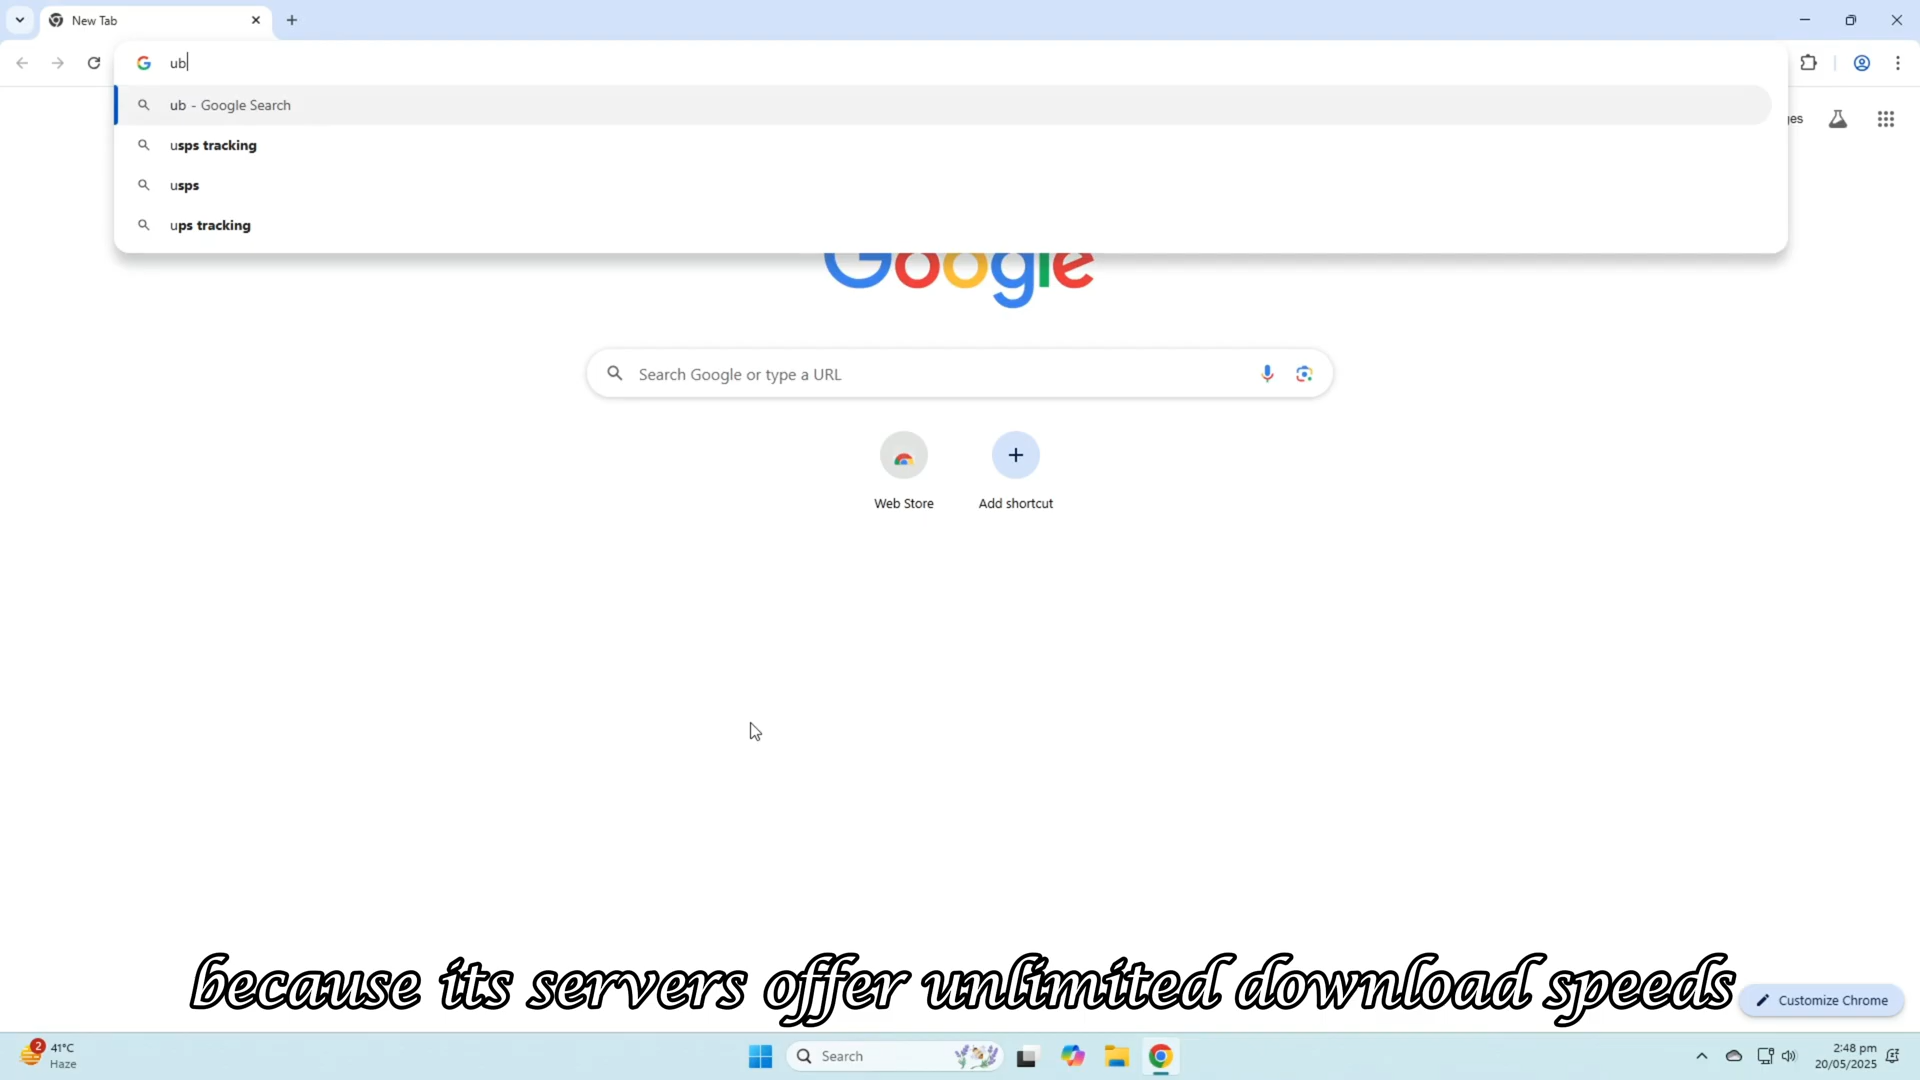 New Tab
ub
ub - Google Search
usps tracking
usps
ups tracking
Google
Search Google or type a URL
Web Store
Add shortcut
because its servers offer unlimited download speeds
Customize Chrome
2
41°C
Haze
Search
2:48 pm
20/05/2025